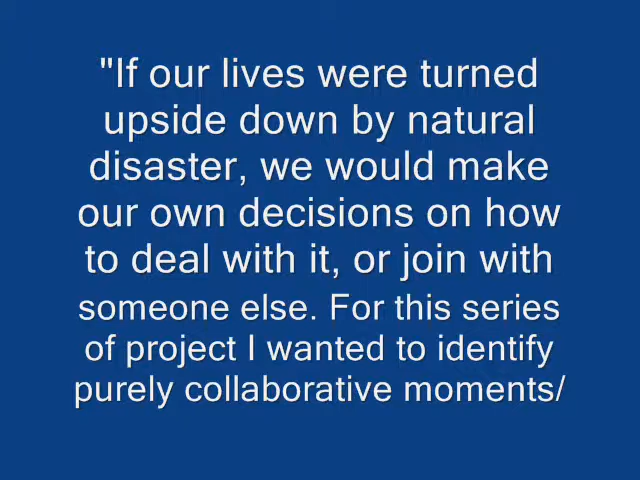 "If our lives were turned
upside down by natural
disaster, we would make
our own decisions on how
to deal with it, or join with
someone else. For this series
of project I wanted to identify
purely collaborative moments/